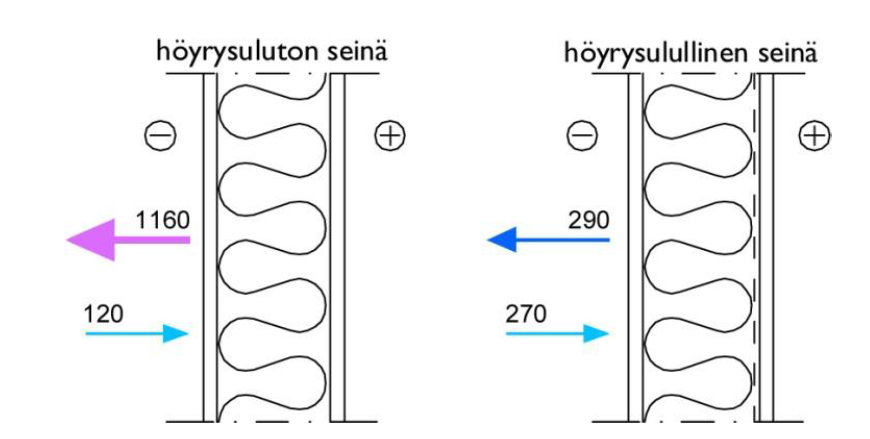 höyrysuluton seinä
höyrysulullinen seinä
− + − +
1160 290
120 270